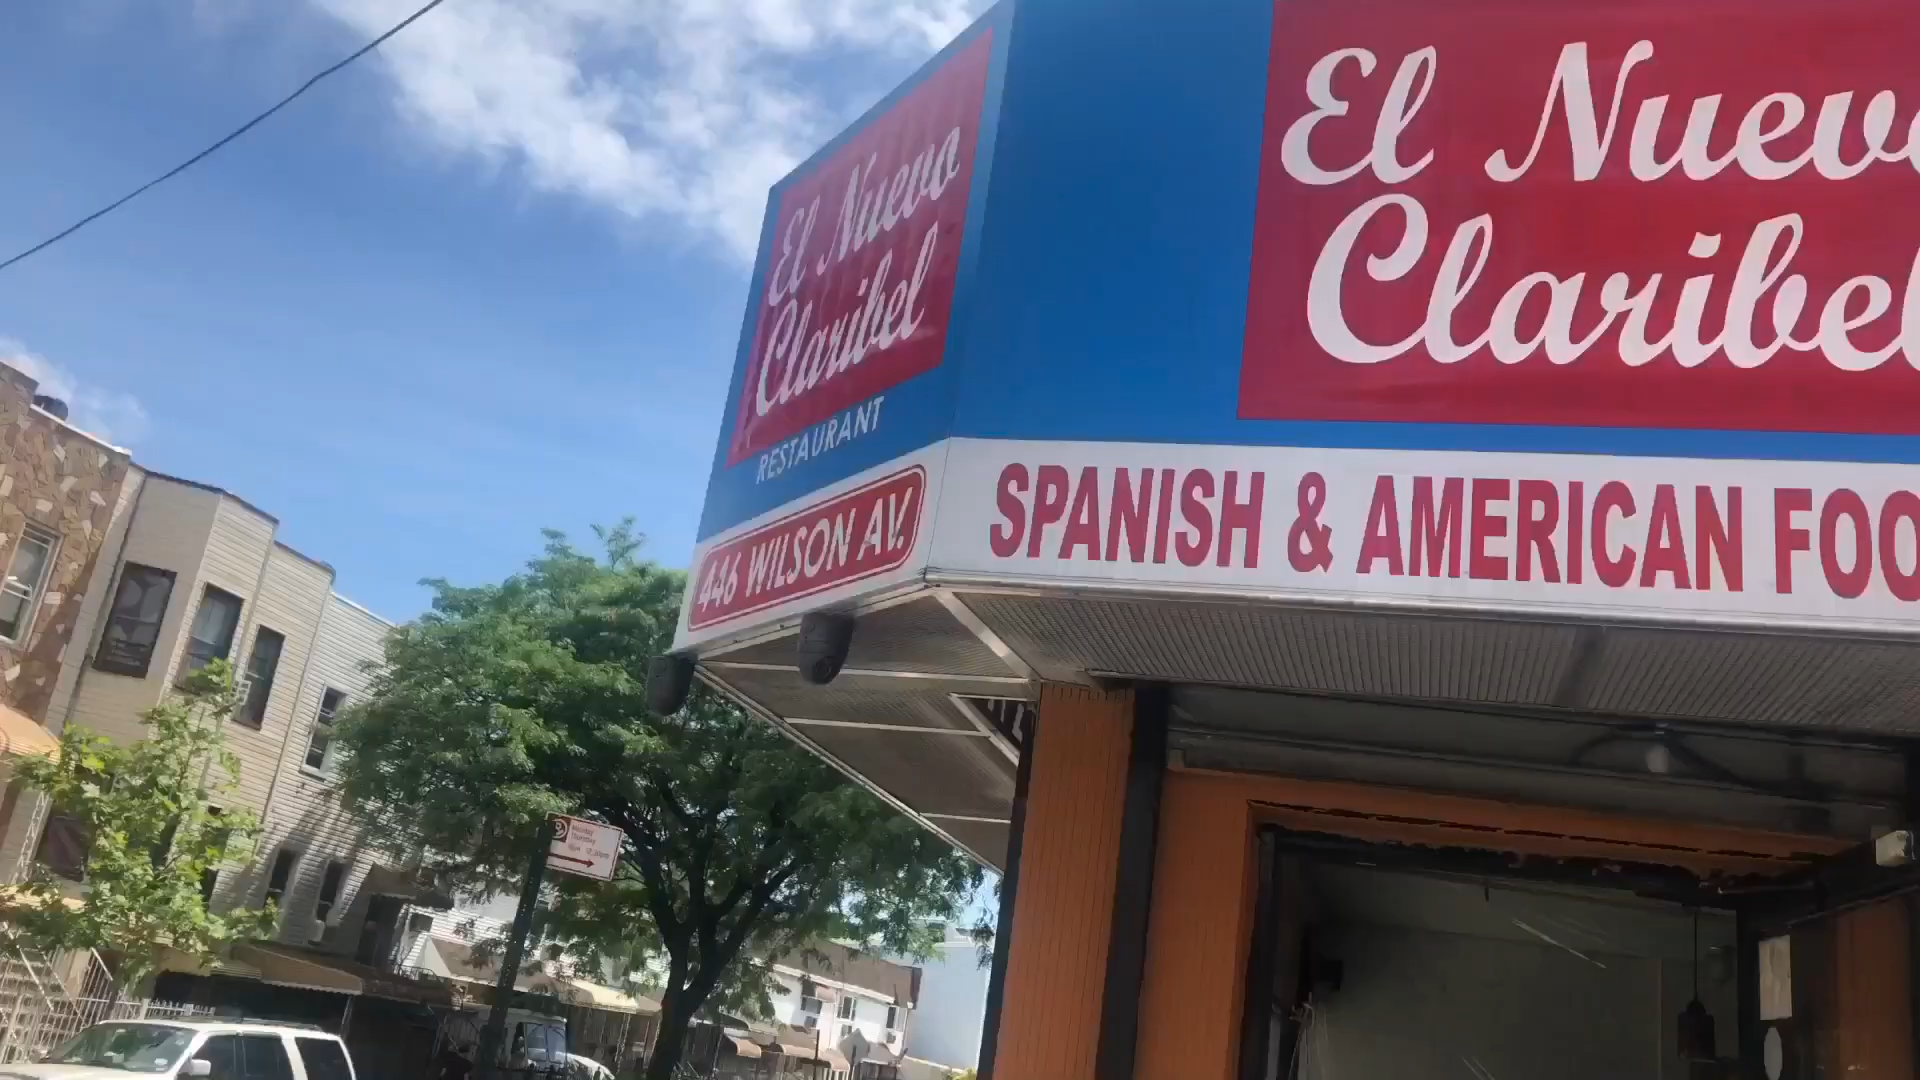 El Nuevo
Claribel
RESTAURANT
446 WILSON AV.
El Nuevo
Claribel
SPANISH & AMERICAN FOO